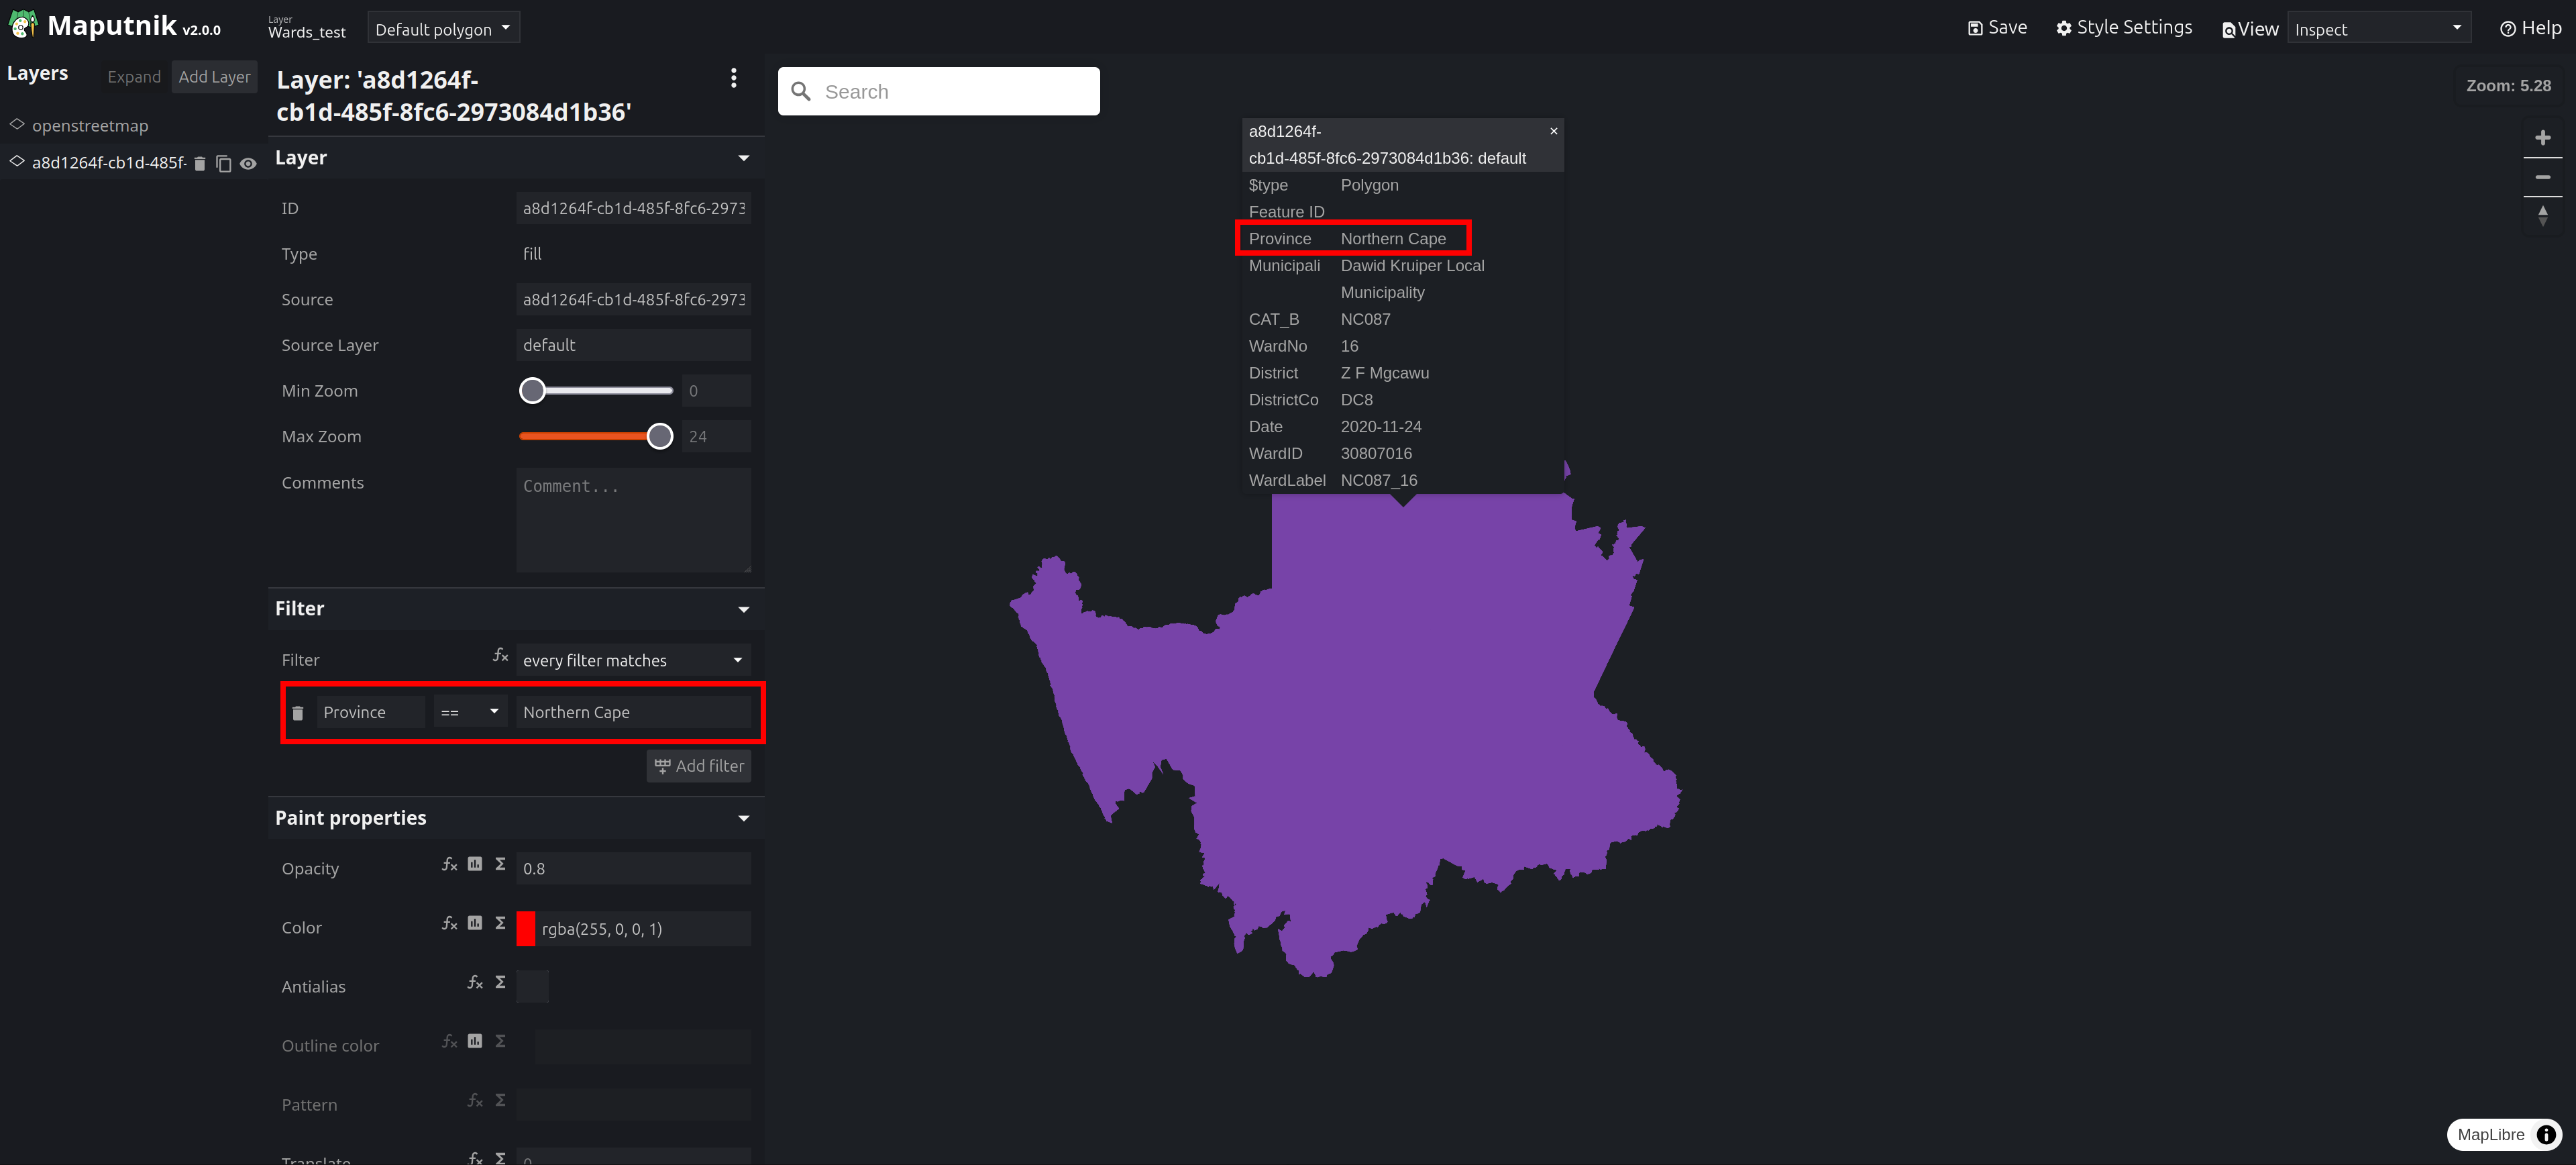 Maputnik v2.0.0
Layer
Wards_test
Default polygon
Save
Style Settings
View
Inspect
Help
Layers
Expand
Add Layer
openstreetmap
a8d1264f-cb1d-485f-
Layer: 'a8d1264f-
cb1d-485f-8fc6-2973084d1b36'
Layer
ID
a8d1264f-cb1d-485f-8fc6-2973
Type
fill
Source
a8d1264f-cb1d-485f-8fc6-2973
Source Layer
default
Min Zoom
0
Max Zoom
24
Comments
Comment...
Filter
Filter
every filter matches
Province
==
Northern Cape
Add filter
Paint properties
Opacity
0.8
Color
rgba(255, 0, 0, 1)
Antialias
Outline color
Pattern
Translate
0
Search
a8d1264f-
×
cb1d-485f-8fc6-2973084d1b36: default
$type Polygon
Feature ID
Province Northern Cape
Municipali Dawid Kruiper Local
Municipality
CAT_B NC087
WardNo 16
District Z F Mgcawu
DistrictCo DC8
Date 2020-11-24
WardID 30807016
WardLabel NC087_16
Zoom: 5.28
MapLibre